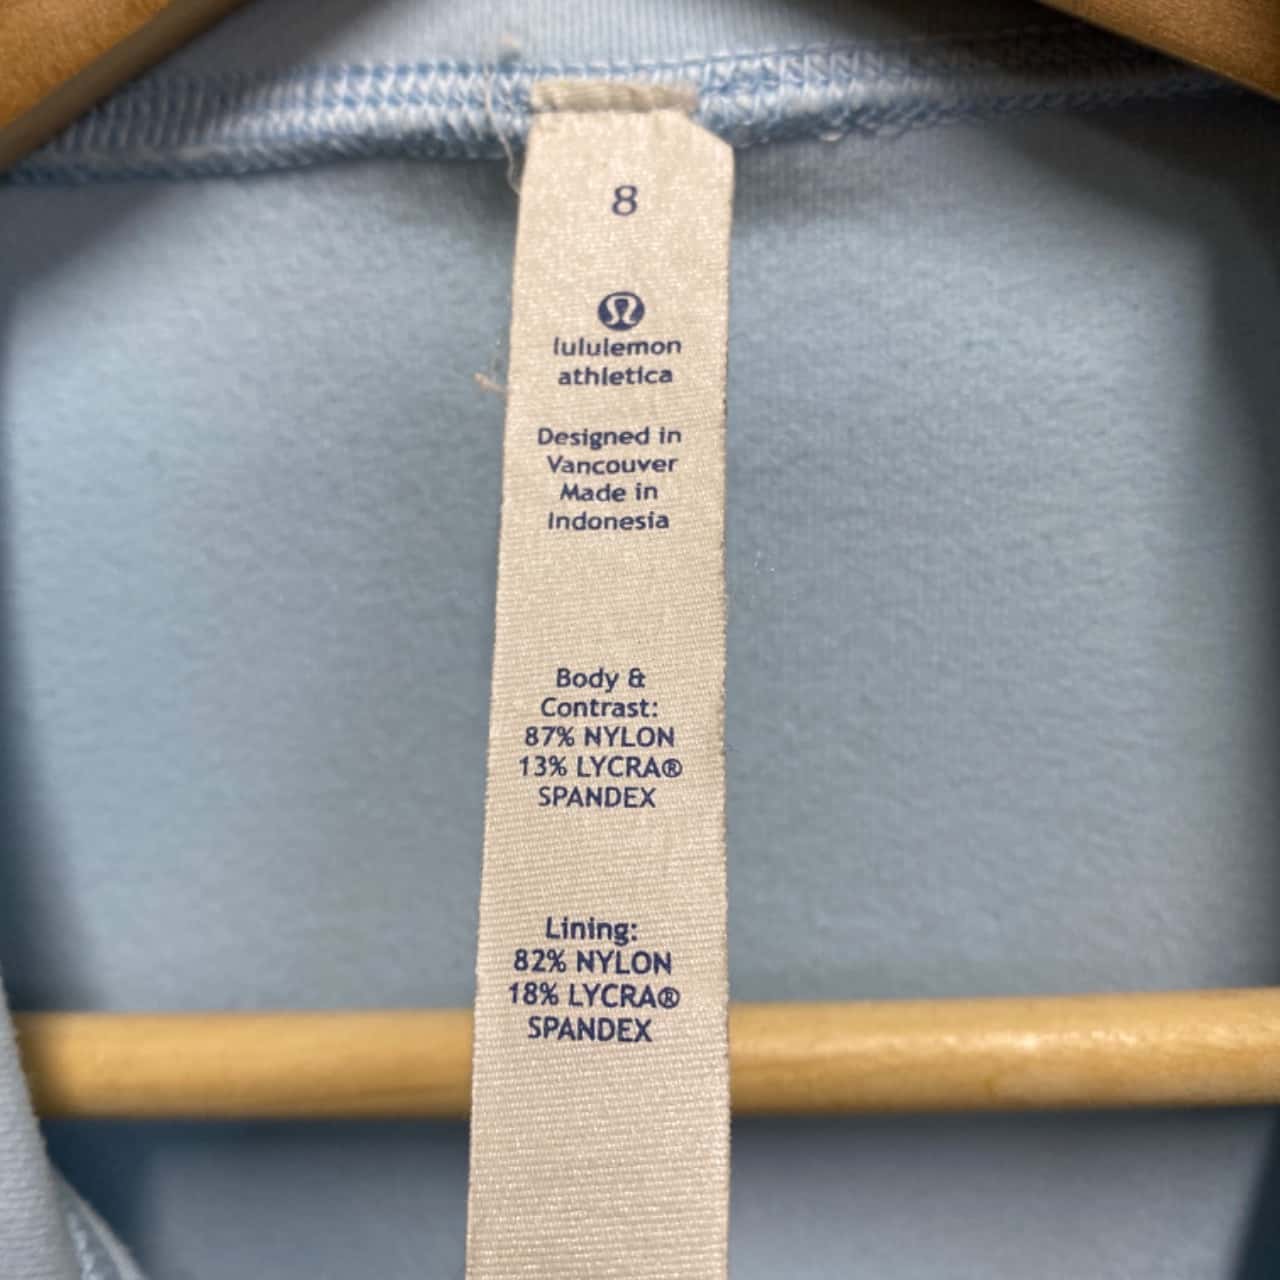 8
lululemon
athletica
Designed in
Vancouver
Made in
Indonesia
Body &
Contrast:
87% NYLON
13% LYCRA®
SPANDEX
Lining:
82% NYLON
18% LYCRA®
SPANDEX